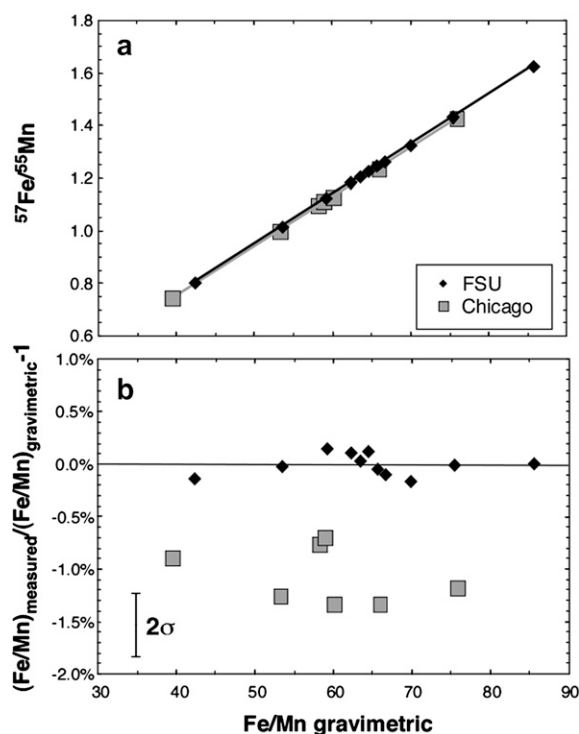 a
⁵⁷Fe/⁵⁵Mn
1.8
1.6
1.4
1.2
1.0
0.8
0.6
FSU
Chicago
b
(Fe/Mn)measured/(Fe/Mn)gravimetric-1
1.0%
0.5%
0.0%
-0.5%
-1.0%
-1.5%
-2.0%
2σ
30 40 50 60 70 80 90
Fe/Mn gravimetric